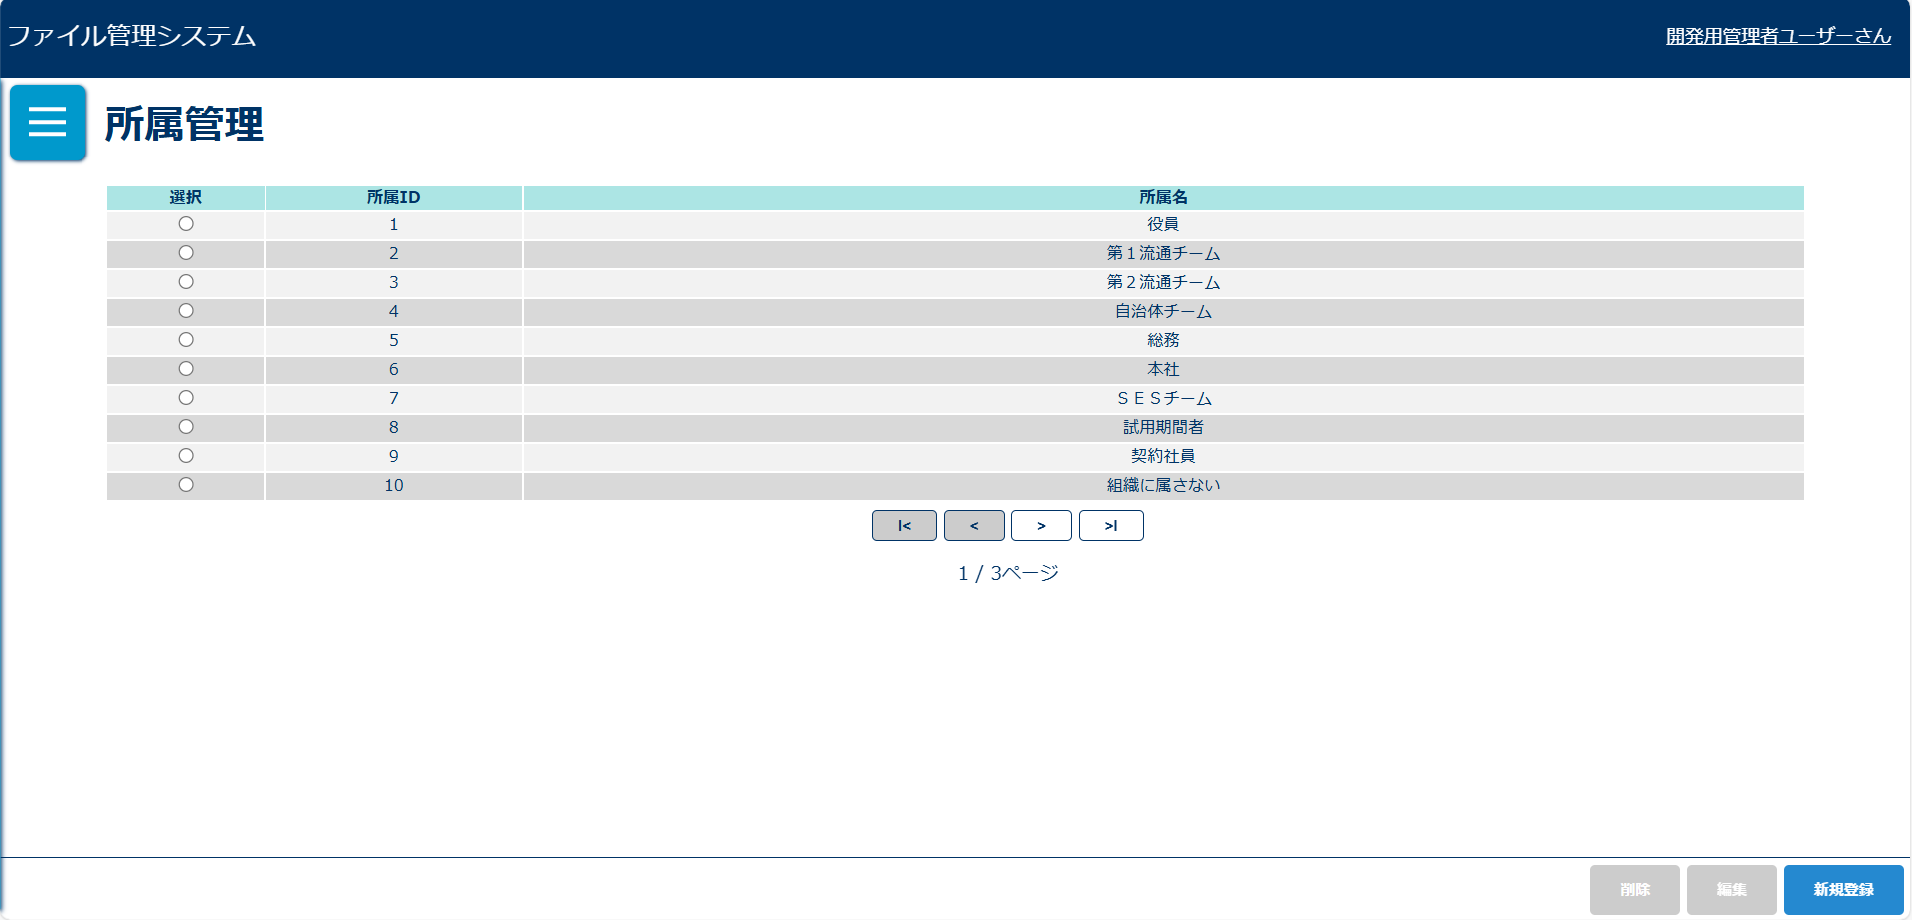 ファイル管理システム
開発用管理者ユーザーさん
所属管理
選択 所属ID 所属名
1 役員
2 第１流通チーム
3 第２流通チーム
4 自治体チーム
5 総務
6 本社
7 ＳＥＳチーム
8 試用期間者
9 契約社員
10 組織に属さない
|< < > >|
1 / 3ページ
削除 編集 新規登録